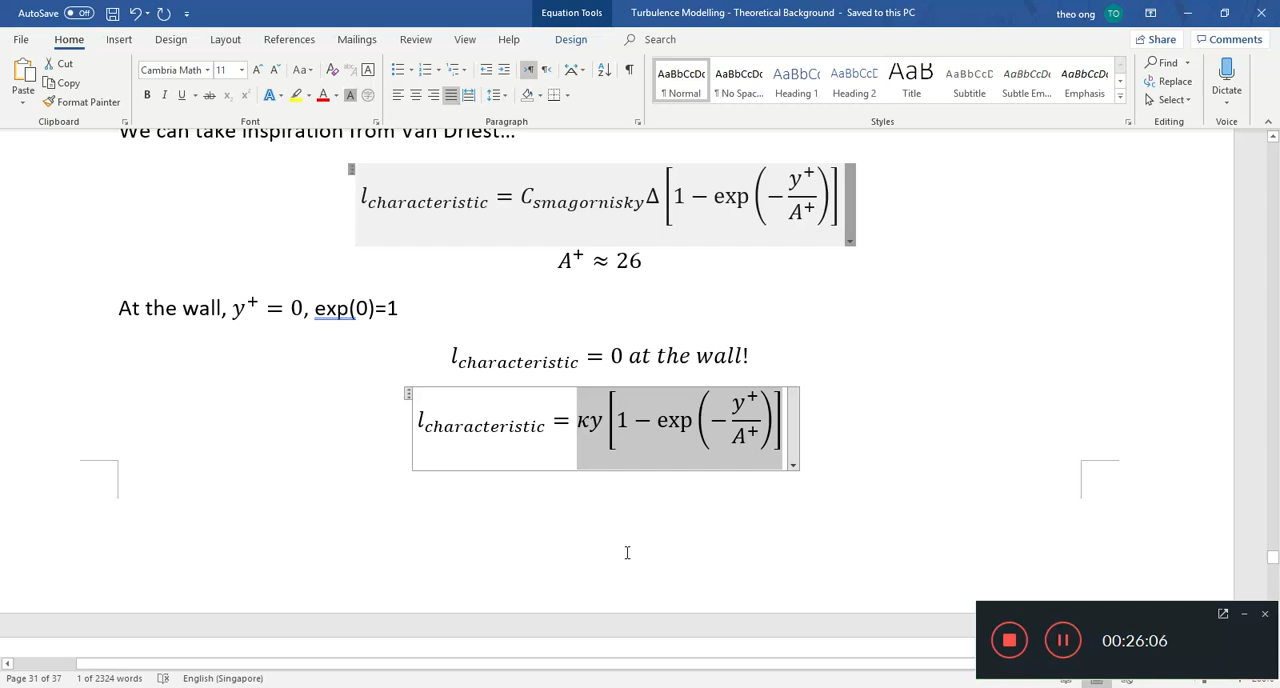 AutoSave Off Equation Tools Turbulence Modelling - Theoretical Background - Saved to this PC theo ong TO
File Home Insert Design Layout References Mailings Review View Help Design Search Share Comments
Paste Cut Copy Format Painter
Cambria Math 11
AaBbCcDc AaBbCcDc AaBbCc AaBbCcC AaB AaBbCcD AaBbCcDc AaBbCcDc
¶ Normal ¶ No Spac... Heading 1 Heading 2 Title Subtitle Subtle Em... Emphasis
Find Replace Select Dictate
Clipboard Font Paragraph Styles Editing Voice
We can take inspiration from Van Driest...
l_characteristic = C_smagornisky Δ [1 − exp(−y⁺/A⁺)]
A⁺ ≈ 26
At the wall, y⁺ = 0, exp(0)=1
l_characteristic = 0 at the wall!
l_characteristic = κy [1 − exp(−y⁺/A⁺)]
00:26:06
Page 31 of 37 1 of 2324 words English (Singapore)